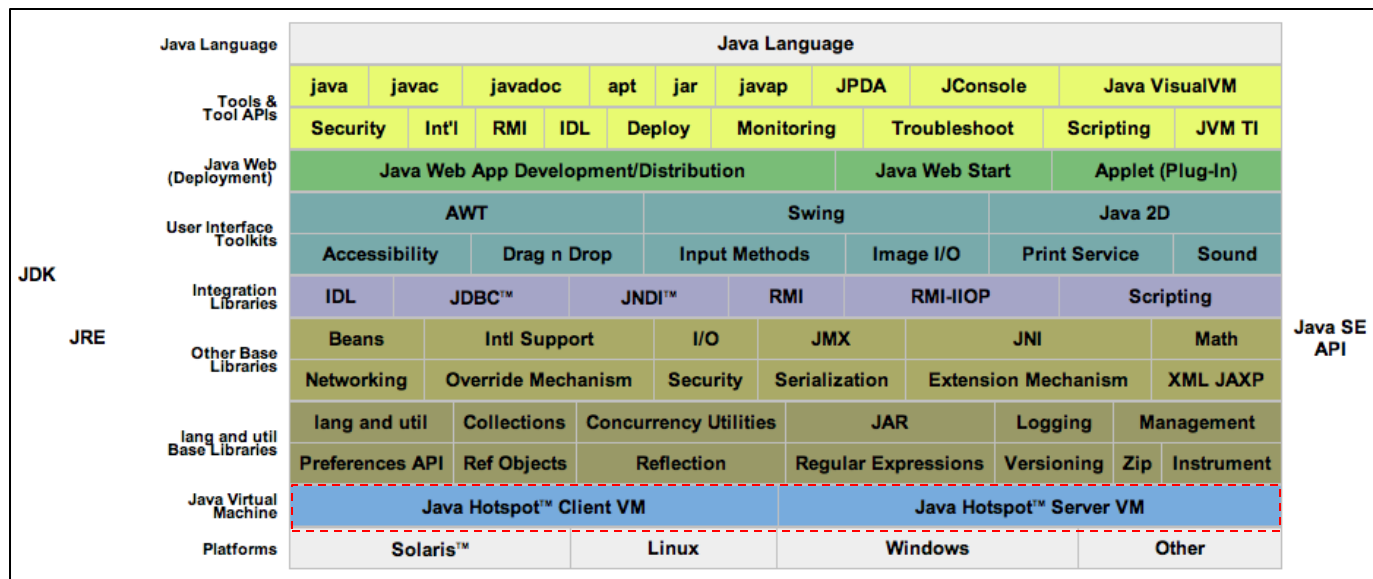 Java Language Java Language
Tools &
Tool APIs
java javac javadoc apt jar javap JPDA JConsole Java VisualVM
Security Int'l RMI IDL Deploy Monitoring Troubleshoot Scripting JVM TI
Java Web
(Deployment)
Java Web App Development/Distribution Java Web Start Applet (Plug-In)
User Interface
Toolkits
AWT Swing Java 2D
Accessibility Drag n Drop Input Methods Image I/O Print Service Sound
JDK
Integration
Libraries
IDL JDBC™ JNDI™ RMI RMI-IIOP Scripting
JRE
Other Base
Libraries
Beans Intl Support I/O JMX JNI Math
Networking Override Mechanism Security Serialization Extension Mechanism XML JAXP
Java SE
API
lang and util
Base Libraries
lang and util Collections Concurrency Utilities JAR Logging Management
Preferences API Ref Objects Reflection Regular Expressions Versioning Zip Instrument
Java Virtual
Machine
Java Hotspot™ Client VM Java Hotspot™ Server VM
Platforms Solaris™ Linux Windows Other